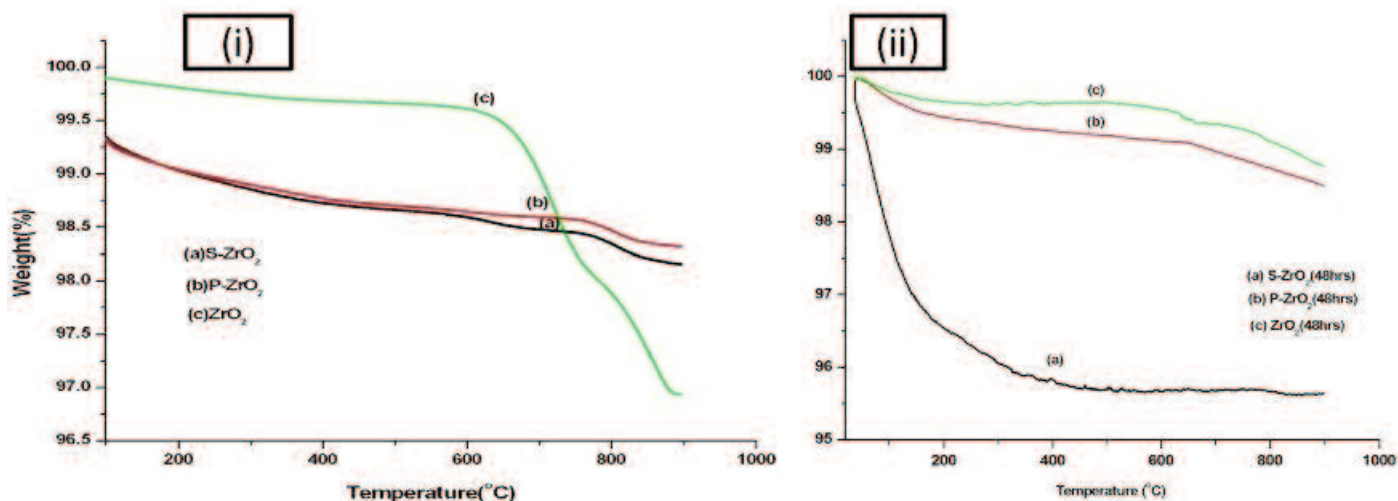 (i)
100.0
99.5
99.0
98.5
98.0
97.5
97.0
96.5
Weight(%)
(c)
(b)
(a)
(a)S-ZrO₂
(b)P-ZrO₂
(c)ZrO₂
200 400 600 800 1000
Temperature(°C)
(ii)
100
99
98
97
96
95
(c)
(b)
(a)
(a) S-ZrO₂(48hrs)
(b) P-ZrO₂(48hrs)
(c) ZrO₂(48hrs)
200 400 600 800 1000
Temperature (°C)